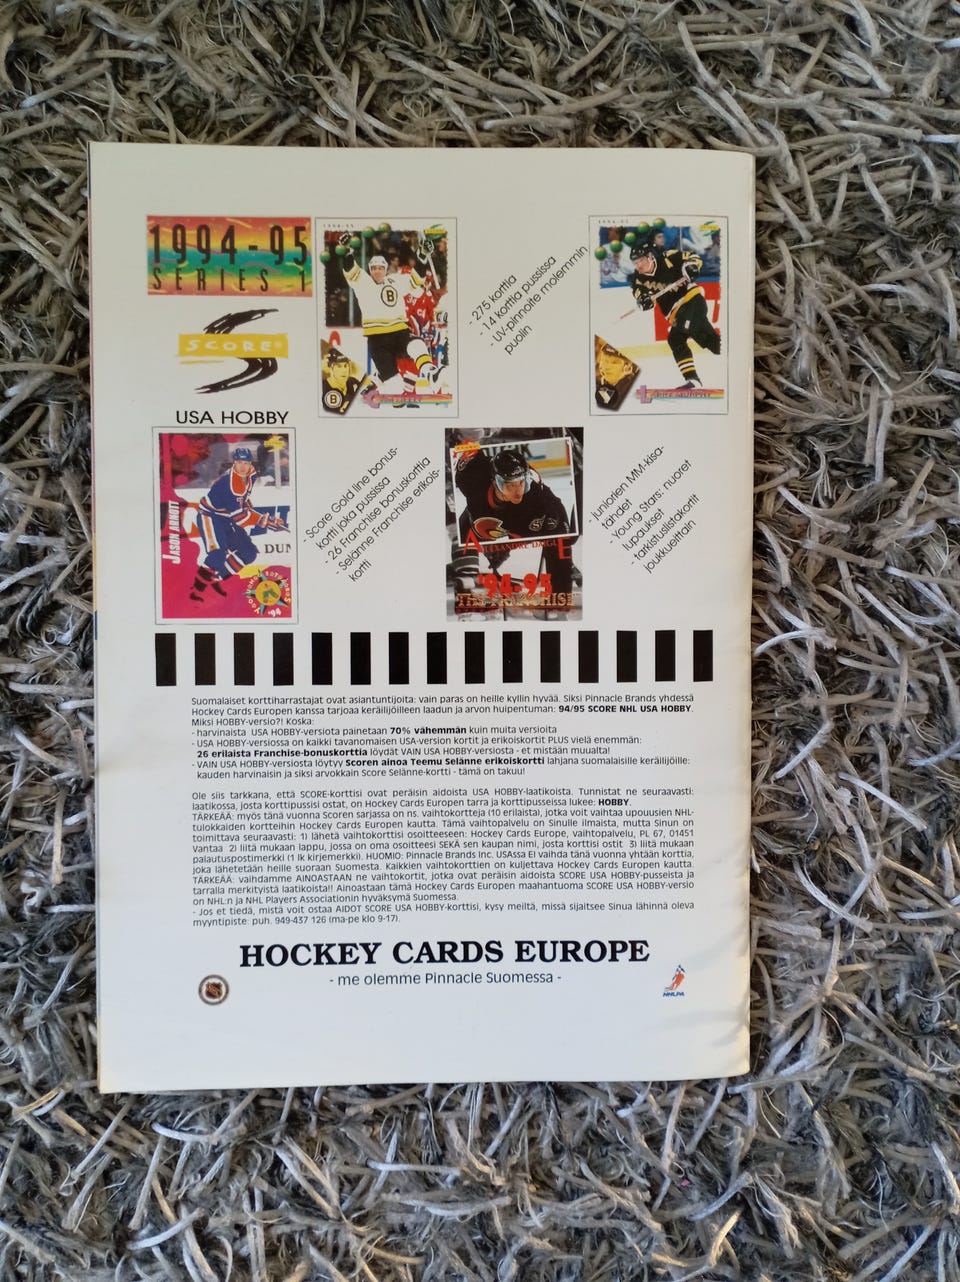 1994-95
SERIES 1
SCORE
USA HOBBY
1994-95
B
B
- 275 korttia
- 14 korttia pussissa
- UV-pinnoite molemmin
puolin
1994-95
JASON ARNOTT
'94
- Score Gold line bonus-
kortti joka pussissa
- 26 Franchise bonuskorttia
- Selänne Franchise erikois-
kortti
ALEXANDRE DAIGLE
'94-95
THE FRANCHISE
- juniorien MM-kisa-
tähdet
- Young Stars: nuoret
lupaukset
- tarkistuslistakortit
joukkueittain
Suomalaiset korttiharrastajat ovat asiantuntijoita: vain paras on heille kyllin hyvää. Siksi Pinnacle Brands yhdessä
Hockey Cards Europen kanssa tarjoaa keräilijöilleen laadun ja arvon huipentuman: 94/95 SCORE NHL USA HOBBY.
Miksi HOBBY-versio?! Koska:
- harvinaista USA HOBBY-versiota painetaan 70% vähemmän kuin muita versioita
- USA HOBBY-versiossa on kaikki tavanomaisen USA-version kortit ja erikoiskortit PLUS vielä enemmän:
26 erilaista Franchise-bonuskorttia löydät VAIN USA HOBBY-versiosta - et mistään muualta!
- VAIN USA HOBBY-versiosta löytyy Scoren ainoa Teemu Selänne erikoiskortti lahjana suomalaisille keräilijöille:
kauden harvinaisin ja siksi arvokkain Score Selänne-kortti - tämä on takuu!
Ole siis tarkkana, että SCORE-korttisi ovat peräisin aidoista USA HOBBY-laatikoista. Tunnistat ne seuraavasti:
laatikossa, josta korttipussisi ostat, on Hockey Cards Europen tarra ja korttipusseissa lukee: HOBBY.
TÄRKEÄÄ: myös tänä vuonna Scoren sarjassa on ns. vaihtokortteja (10 erilaista), jotka voit vaihtaa upouusien NHL-
tulokkaiden kortteihin Hockey Cards Europen kautta. Tämä vaihtopalvelu on Sinulle ilmaista, mutta Sinun on
toimittava seuraavasti: 1) lähetä vaihtokorttisi osoitteeseen: Hockey Cards Europe, vaihtopalvelu, PL 67, 01451
Vantaa 2) liitä mukaan lappu, jossa on oma osoitteesi SEKÄ sen kaupan nimi, josta korttisi ostit 3) liitä mukaan
palautuspostimerkki (1 lk kirjemerkki). HUOMIO: Pinnacle Brands Inc. USAssa EI vaihda tänä vuonna yhtään korttia,
joka lähetetään heille suoraan Suomesta. Kaikkien vaihtokorttien on kuljettava Hockey Cards Europen kautta
TÄRKEÄÄ: vaihdamme AINOASTAAN ne vaihtokortit, jotka ovat peräisin aidoista SCORE USA HOBBY-pusseista ja
tarralla merkityistä laatikoista!! Ainoastaan tämä Hockey Cards Europen maahantuoma SCORE USA HOBBY-versio
on NHL:n ja NHL Players Associationin hyväksymä Suomessa.
- Jos et tiedä, mistä voit ostaa AIDOT SCORE USA HOBBY-korttisi, kysy meiltä, missä sijaitsee Sinua lähinnä oleva
myyntipiste: puh. 949-437 126 (ma-pe klo 9-17).
HOCKEY CARDS EUROPE
- me olemme Pinnacle Suomessa -
NHLPA